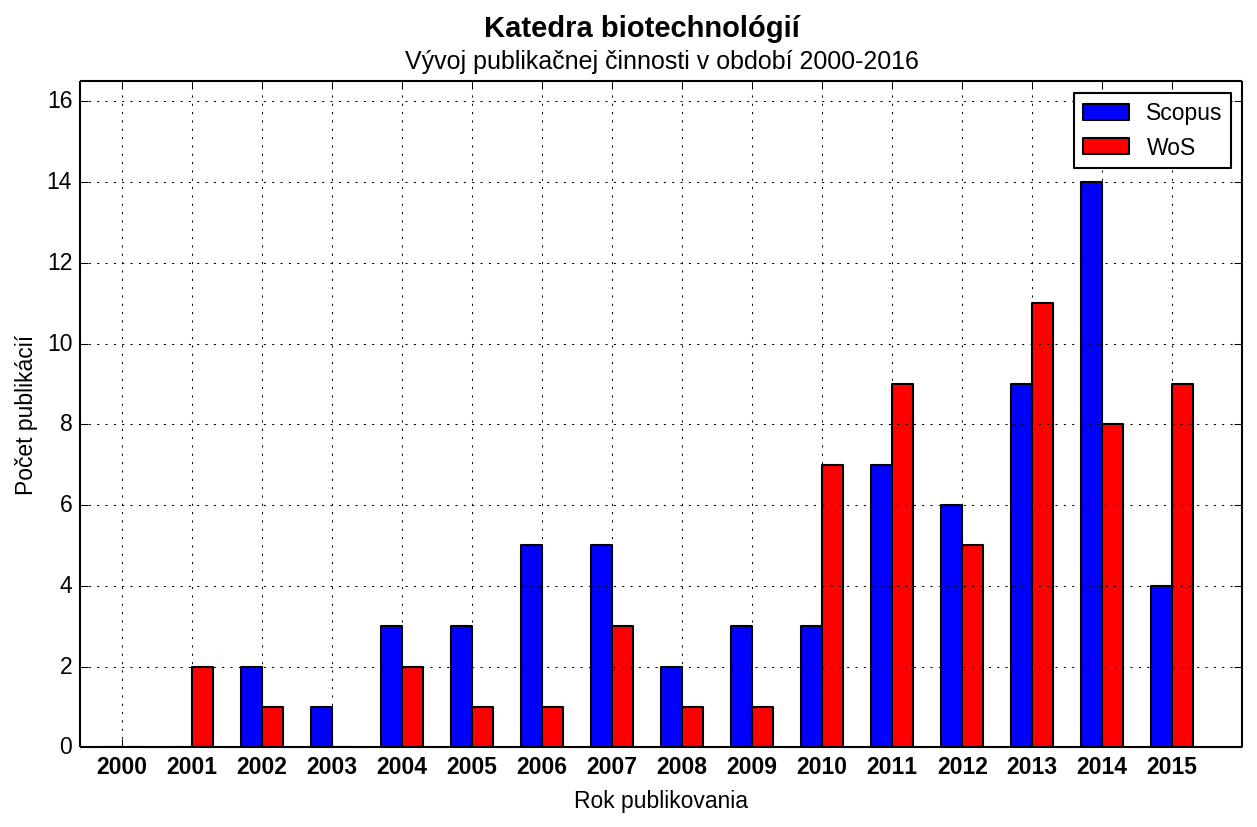 Katedra biotechnológií
Vývoj publikačnej činnosti v období 2000-2016
Scopus
WoS
16
14
12
10
8
6
4
2
0
Počet publikácií
2000 2001 2002 2003 2004 2005 2006 2007 2008 2009 2010 2011 2012 2013 2014 2015
Rok publikovania